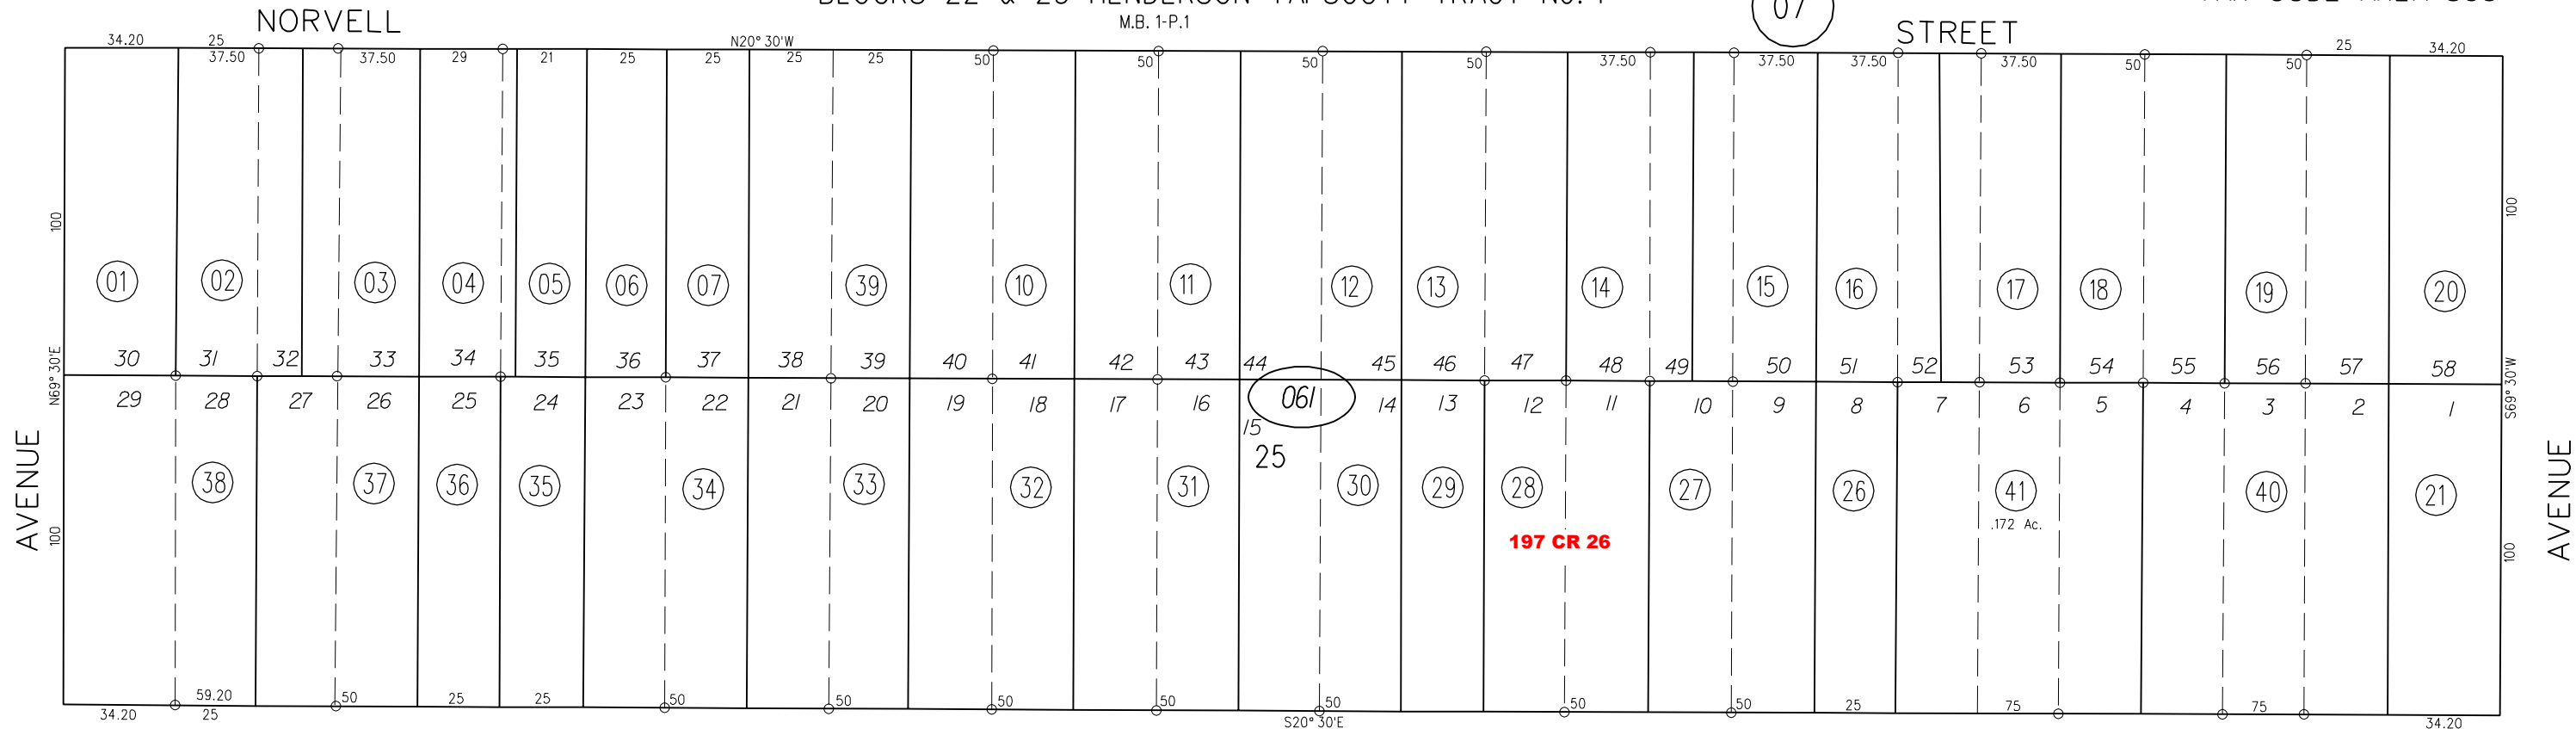 NORVELL
M.B. 1-P.1
07
STREET
34.20 25 N20° 30'W 25 34.20
37.50 37.50 29 21 25 25 25 25 50 50 50 50 37.50 37.50 37.50 37.50 50 50
100 100
01 02 03 04 05 06 07 39 10 11 12 13 14 15 16 17 18 19 20
30 31 32 33 34 35 36 37 38 39 40 41 42 43 44 45 46 47 48 49 50 51 52 53 54 55 56 57 58
N69° 30'E S69° 30'W
061
29 28 27 26 25 24 23 22 21 20 19 18 17 16 15 14 13 12 11 10 9 8 7 6 5 4 3 2 1
25
AVENUE AVENUE
38 37 36 35 34 33 32 31 30 29 28 27 26 41 40 21
.172 Ac.
197 CR 26
100 100
59.20 50 25 25 50 50 50 50 50 50 50 25 75 75
34.20 25 S20° 30'E 34.20